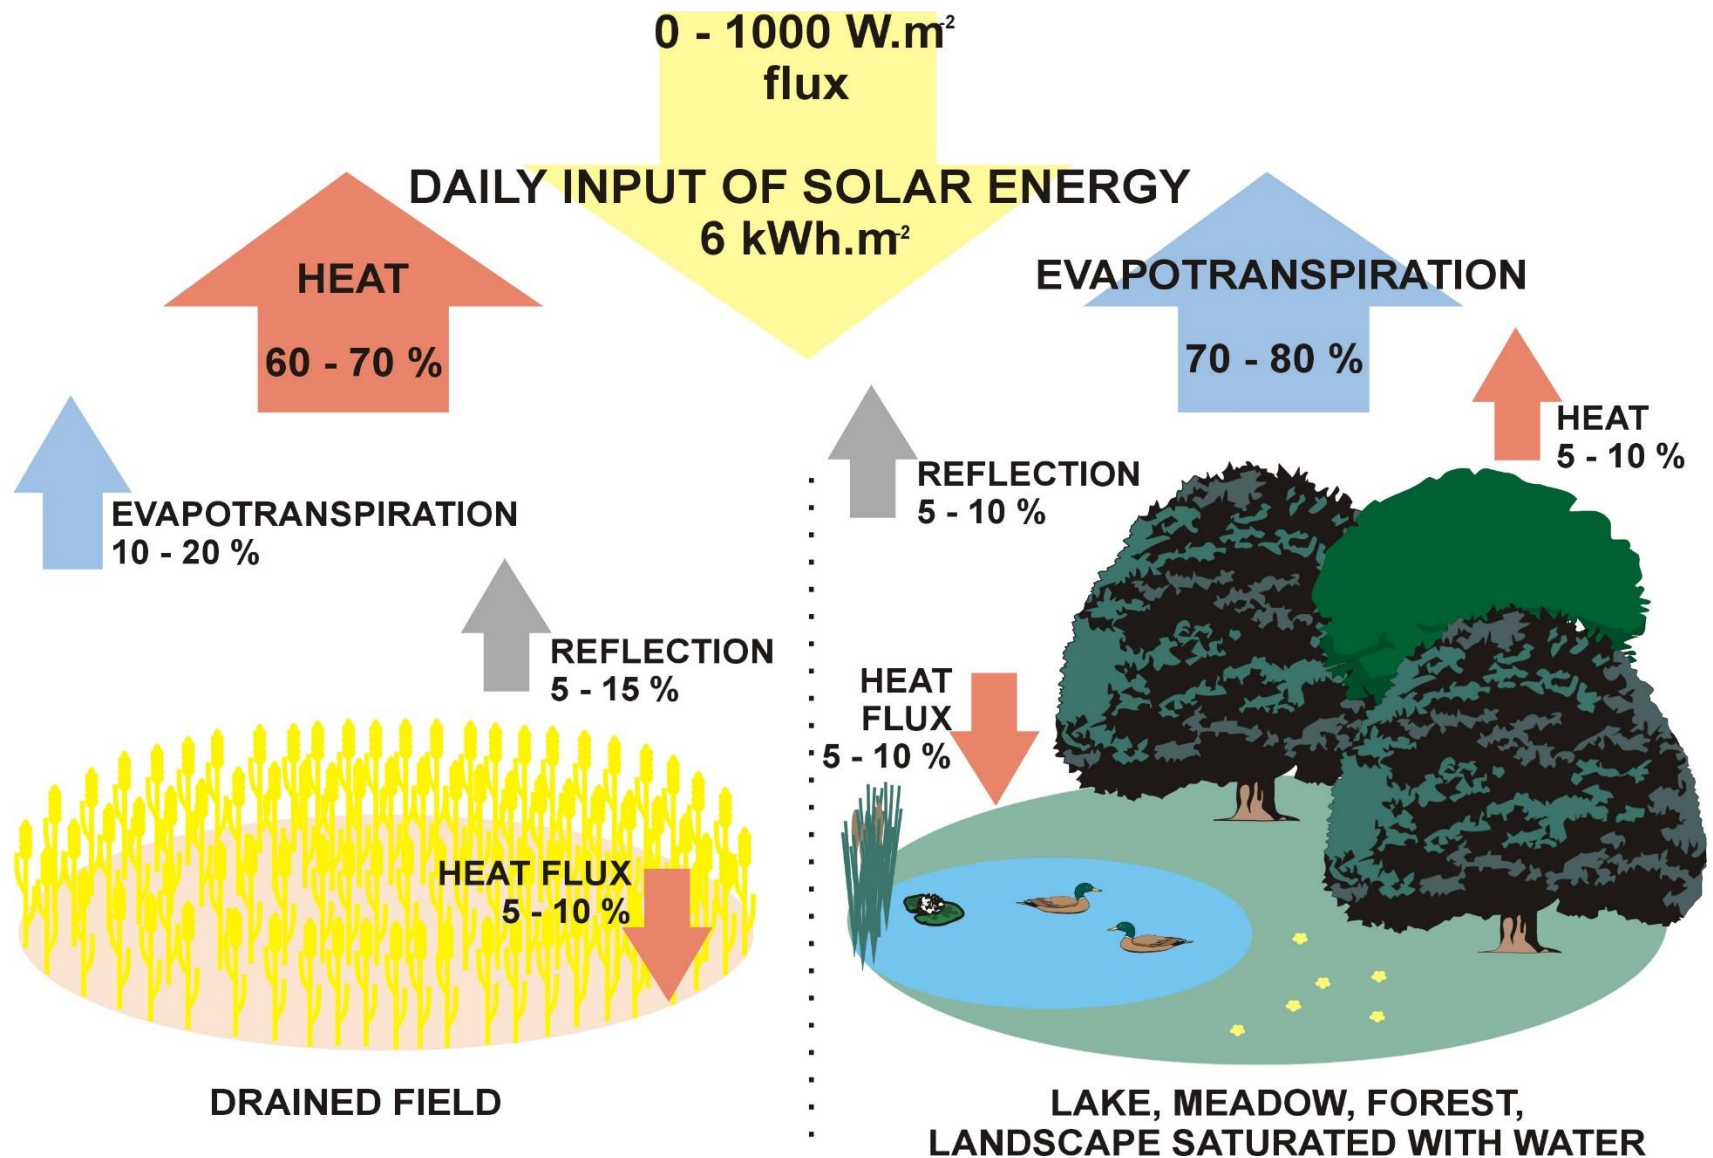 0 - 1000 W.m⁻²
flux
DAILY INPUT OF SOLAR ENERGY
6 kWh.m⁻²
HEAT
60 - 70 %
EVAPOTRANSPIRATION
10 - 20 %
REFLECTION
5 - 15 %
HEAT FLUX
5 - 10 %
DRAINED FIELD
EVAPOTRANSPIRATION
70 - 80 %
HEAT
5 - 10 %
REFLECTION
5 - 10 %
HEAT
FLUX
5 - 10 %
LAKE, MEADOW, FOREST,
LANDSCAPE SATURATED WITH WATER